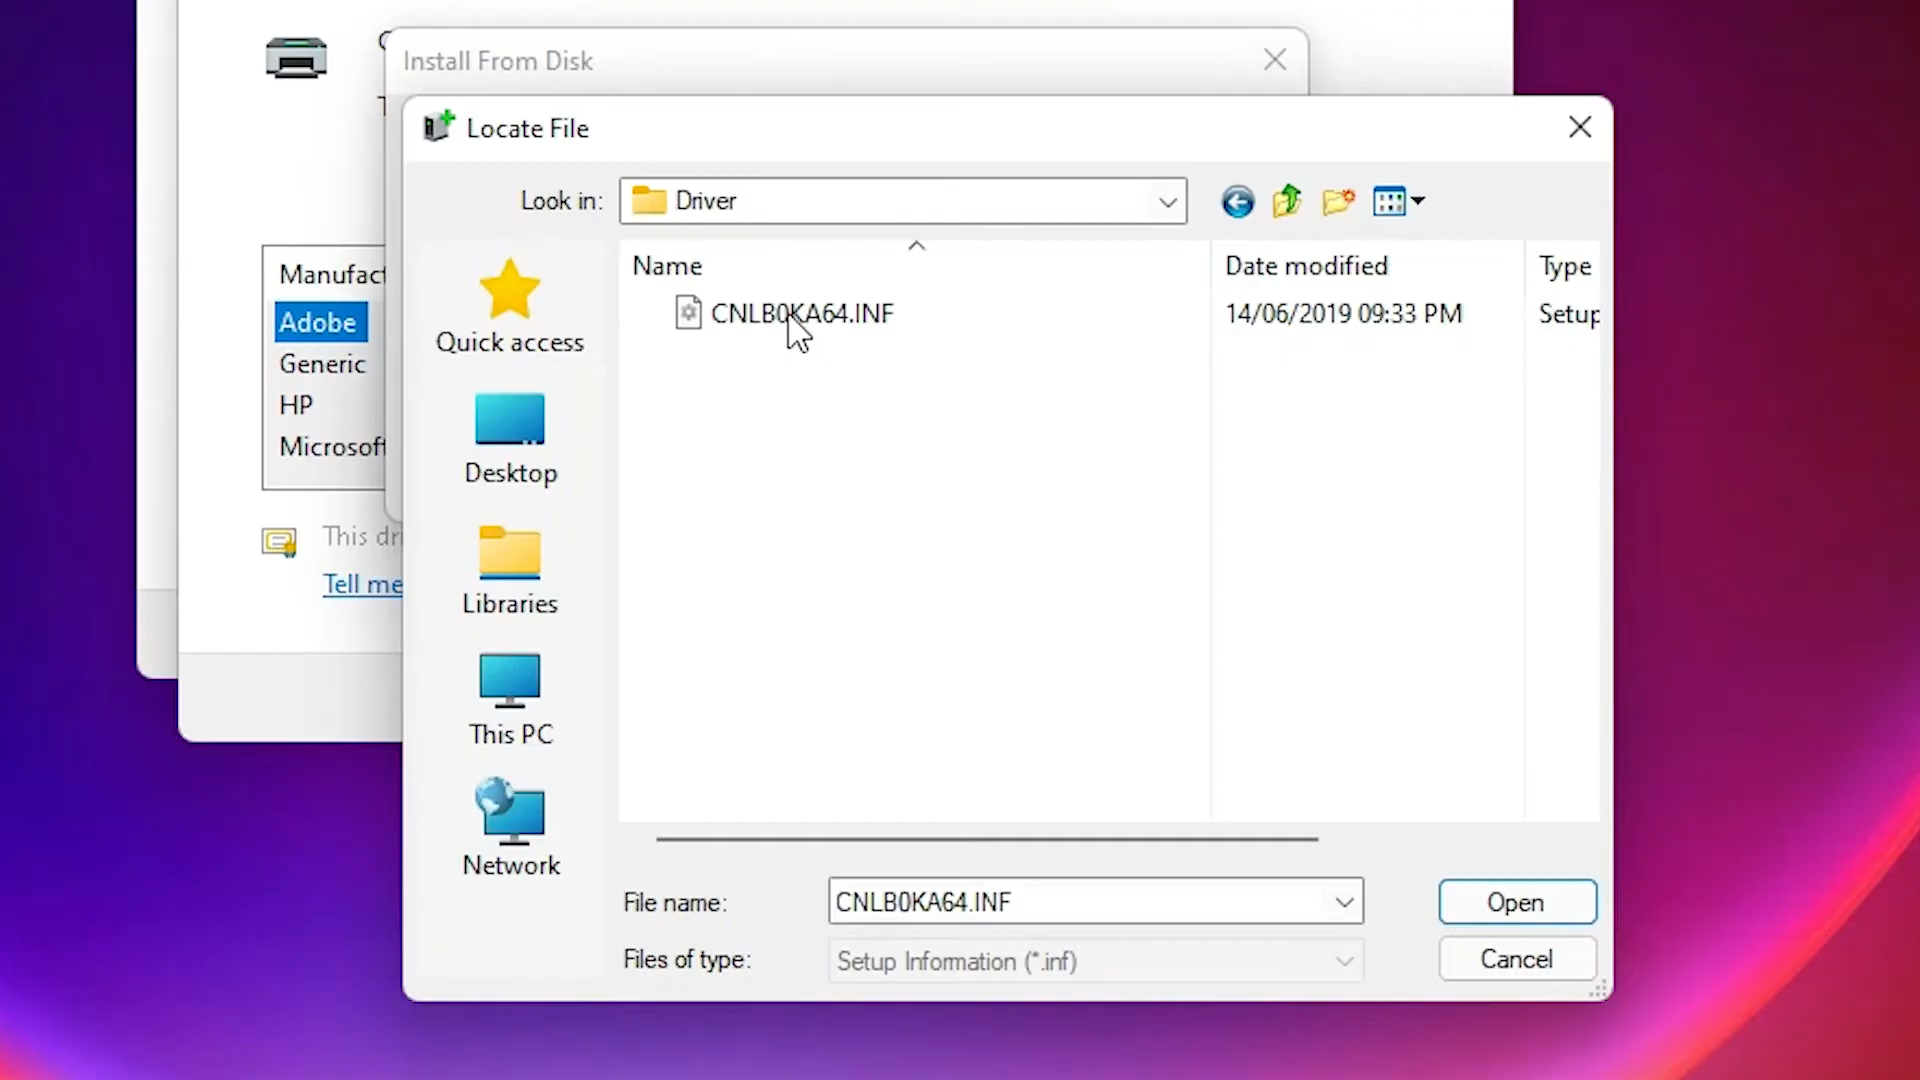 Install From Disk
Locate File
Look in:
Driver
Name
Date modified
Type
CNLB0KA64.INF
14/06/2019 09:33 PM
Setup
Quick access
Desktop
Libraries
This PC
Network
File name:
CNLB0KA64.INF
Open
Files of type:
Setup Information (*.inf)
Cancel
Manufact
Adobe
Generic
HP
Microsoft
This dri
Tell me